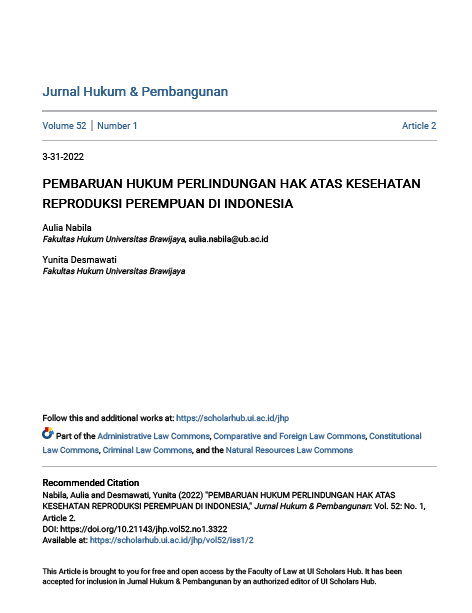 Jurnal Hukum & Pembangunan
Volume 52 | Number 1 Article 2
3-31-2022
PEMBARUAN HUKUM PERLINDUNGAN HAK ATAS KESEHATAN
REPRODUKSI PEREMPUAN DI INDONESIA
Aulia Nabila
Fakultas Hukum Universitas Brawijaya, aulia.nabila@ub.ac.id
Yunita Desmawati
Fakultas Hukum Universitas Brawijaya
Follow this and additional works at: https://scholarhub.ui.ac.id/jhp
Part of the Administrative Law Commons, Comparative and Foreign Law Commons, Constitutional
Law Commons, Criminal Law Commons, and the Natural Resources Law Commons
Recommended Citation
Nabila, Aulia and Desmawati, Yunita (2022) "PEMBARUAN HUKUM PERLINDUNGAN HAK ATAS
KESEHATAN REPRODUKSI PEREMPUAN DI INDONESIA," Jurnal Hukum & Pembangunan: Vol. 52: No. 1,
Article 2.
DOI: https://doi.org/10.21143/jhp.vol52.no1.3322
Available at: https://scholarhub.ui.ac.id/jhp/vol52/iss1/2
This Article is brought to you for free and open access by the Faculty of Law at UI Scholars Hub. It has been
accepted for inclusion in Jurnal Hukum & Pembangunan by an authorized editor of UI Scholars Hub.